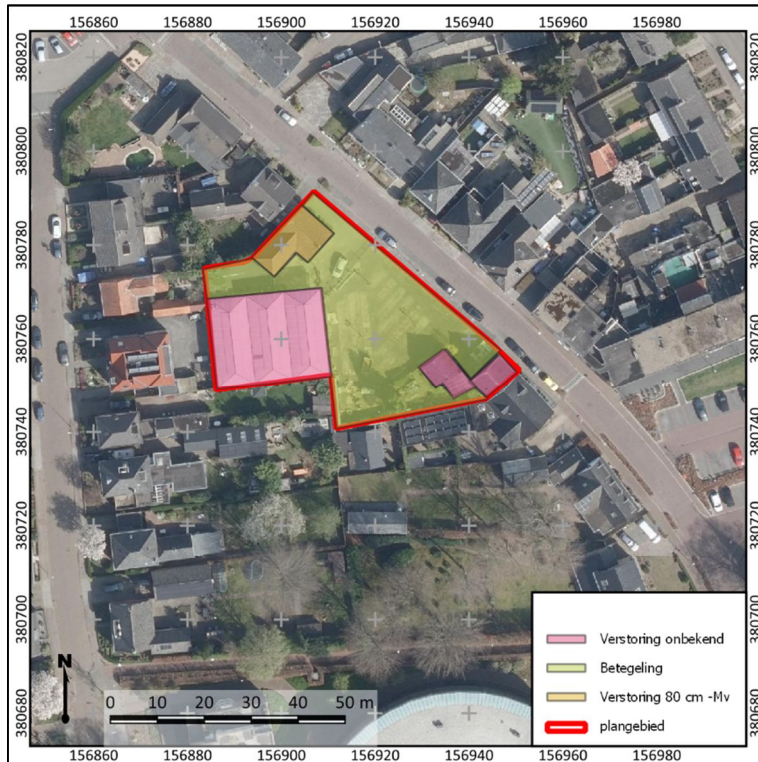 156860 156880 156900 156920 156940 156960 156980
380820 380820
380800 380800
380780 380780
380760 380760
380740 380740
380720 380720
380700 380700
380680 380680
Verstoring onbekend
Betegeling
Verstoring 80 cm -Mv
plangebied
N
0 10 20 30 40 50 m
156860 156880 156900 156920 156940 156960 156980